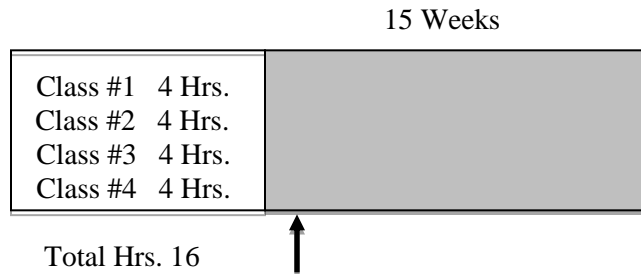 15 Weeks
Class #1 4 Hrs.
Class #2 4 Hrs.
Class #3 4 Hrs.
Class #4 4 Hrs.
Total Hrs. 16